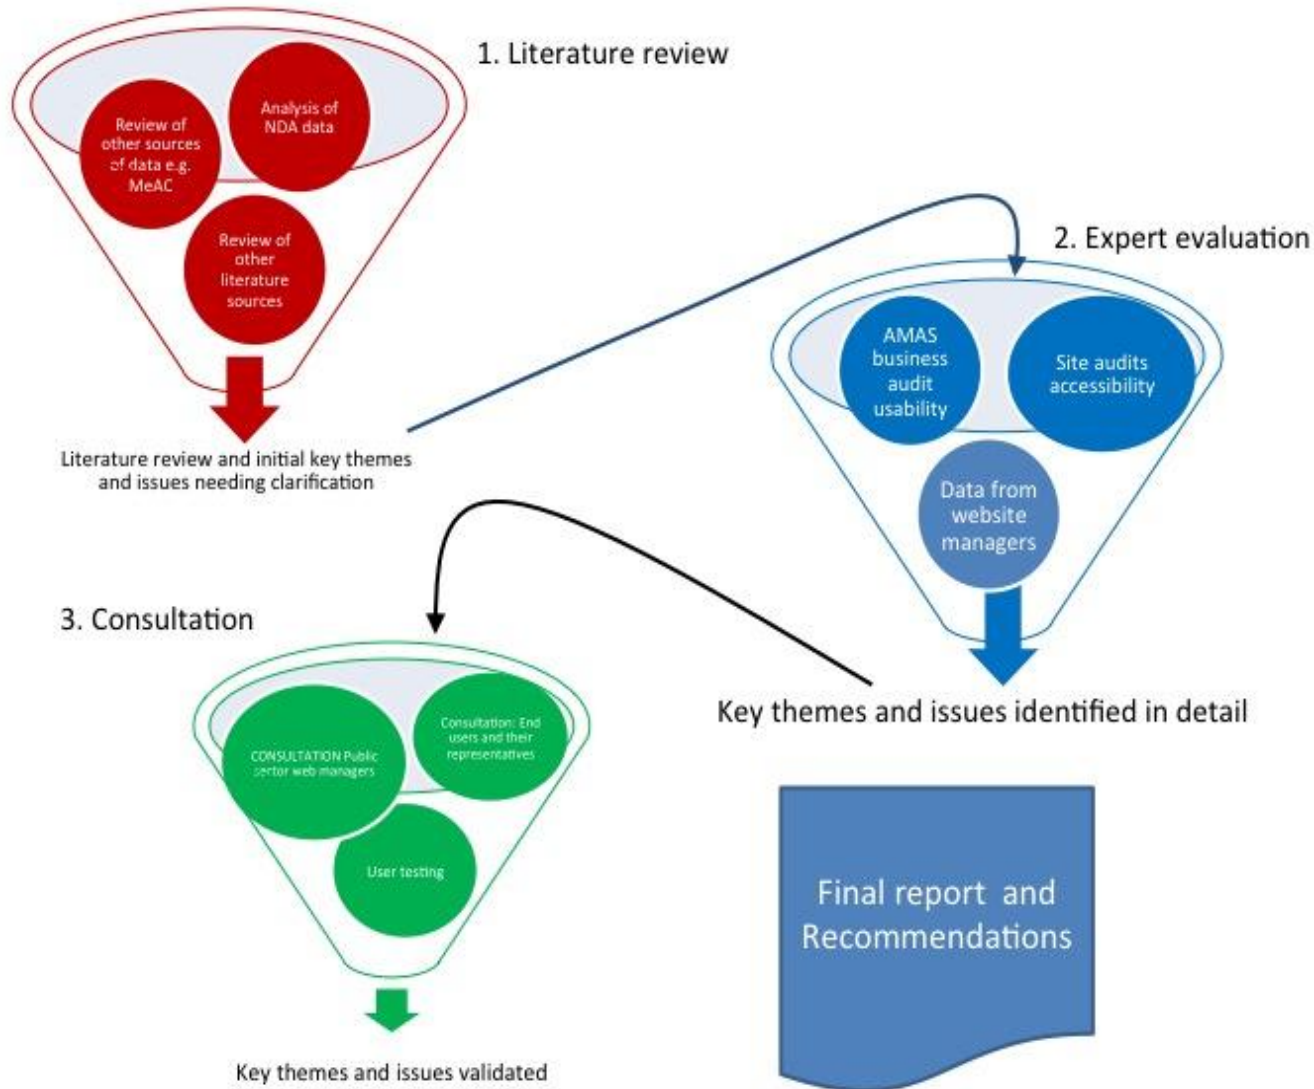 1. Literature review
Analysis of
NDA data
Review of
other sources
of data e.g.
MeAC
Review of
other
literature
sources
Literature review and initial key themes
and issues needing clarification
2. Expert evaluation
AMAS
business
audit
usability
Site audits
accessibility
Data from
website
managers
Key themes and issues identified in detail
3. Consultation
CONSULTATION Public
sector web managers
Consultation: End
users and their
representatives
User testing
Key themes and issues validated
Final report and
Recommendations